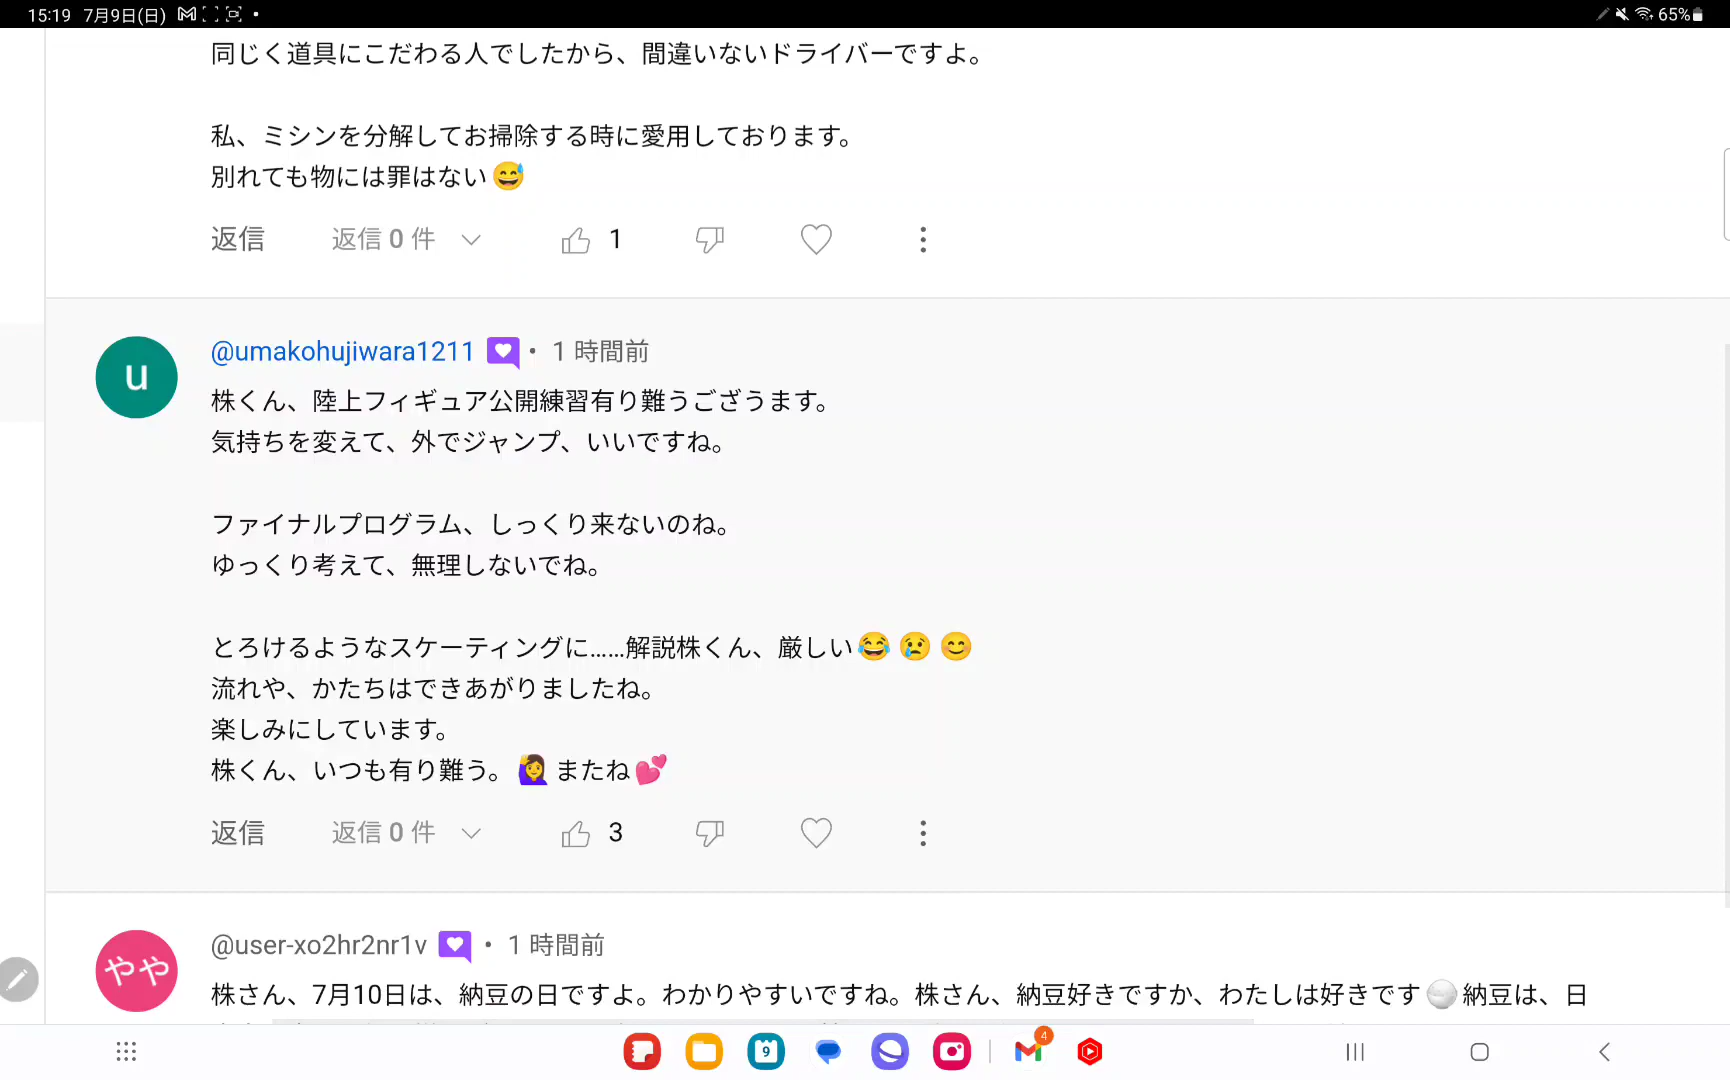 15:19 7月9日(日) 65%
同じく道具にこだわる人でしたから、間違いないドライバーですよ。
私、ミシンを分解してお掃除する時に愛用しております。
別れても物には罪はない😅
返信 返信 0 件 1
u
@umakohujiwara1211 • 1 時間前
株くん、陸上フィギュア公開練習有り難うござうます。
気持ちを変えて、外でジャンプ、いいですね。
ファイナルプログラム、しっくり来ないのね。
ゆっくり考えて、無理しないでね。
とろけるようなスケーティングに……解説株くん、厳しい😂😢😊
流れや、かたちはできあがりましたね。
楽しみにしています。
株くん、いつも有り難う。🙋‍♀️またね💕
返信 返信 0 件 3
やや
@user-xo2hr2nr1v • 1 時間前
株さん、7月10日は、納豆の日ですよ。わかりやすいですね。株さん、納豆好きですか、わたしは好きです納豆は、日
9
4